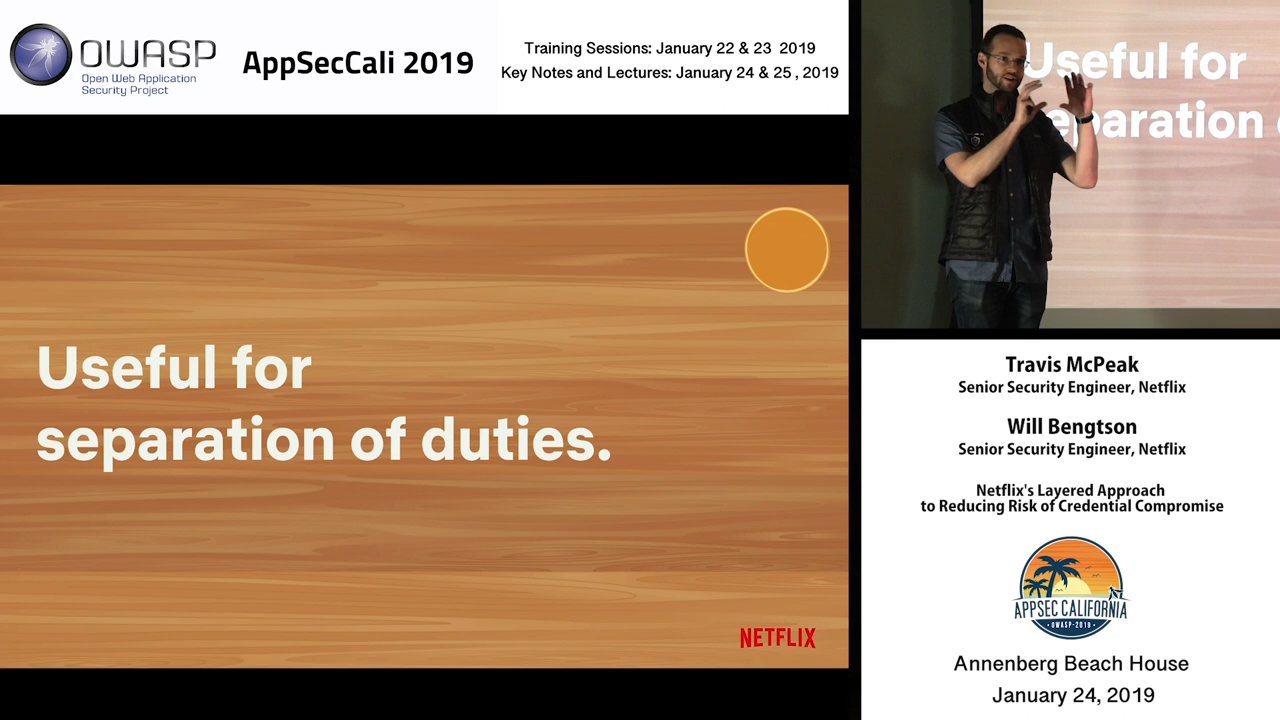 OWASP
Open Web Application
Security Project
AppSecCali 2019
Training Sessions: January 22 & 23 2019
Key Notes and Lectures: January 24 & 25 , 2019
Useful for
separation of duties.
NETFLIX
Useful for
eparation
Travis McPeak
Senior Security Engineer, Netflix
Will Bengtson
Senior Security Engineer, Netflix
Netflix's Layered Approach
to Reducing Risk of Credential Compromise
APPSEC CALIFORNIA
• OWASP-2019 •
Annenberg Beach House
January 24, 2019